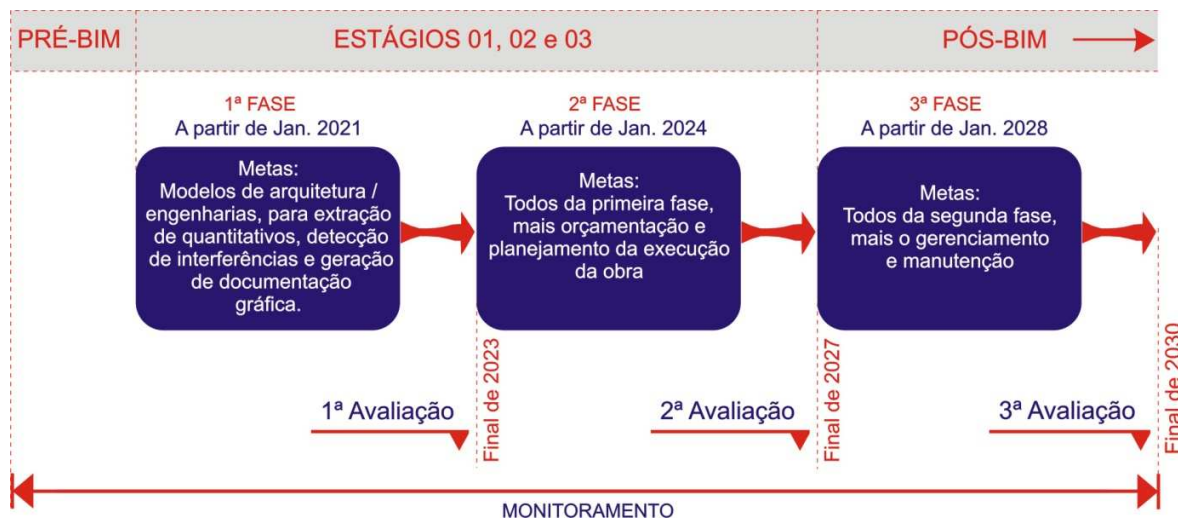 PRÉ-BIM
ESTÁGIOS 01, 02 e 03
PÓS-BIM
1ª FASE
A partir de Jan. 2021
Metas:
Modelos de arquitetura /
engenharias, para extração
de quantitativos, detecção
de interferências e geração
de documentação
gráfica.
2ª FASE
A partir de Jan. 2024
Metas:
Todos da primeira fase,
mais orçamentação e
planejamento da execução
da obra
3ª FASE
A partir de Jan. 2028
Metas:
Todos da segunda fase,
mais o gerenciamento
e manutenção
1ª Avaliação
Final de 2023
2ª Avaliação
Final de 2027
3ª Avaliação
Final de 2030
MONITORAMENTO